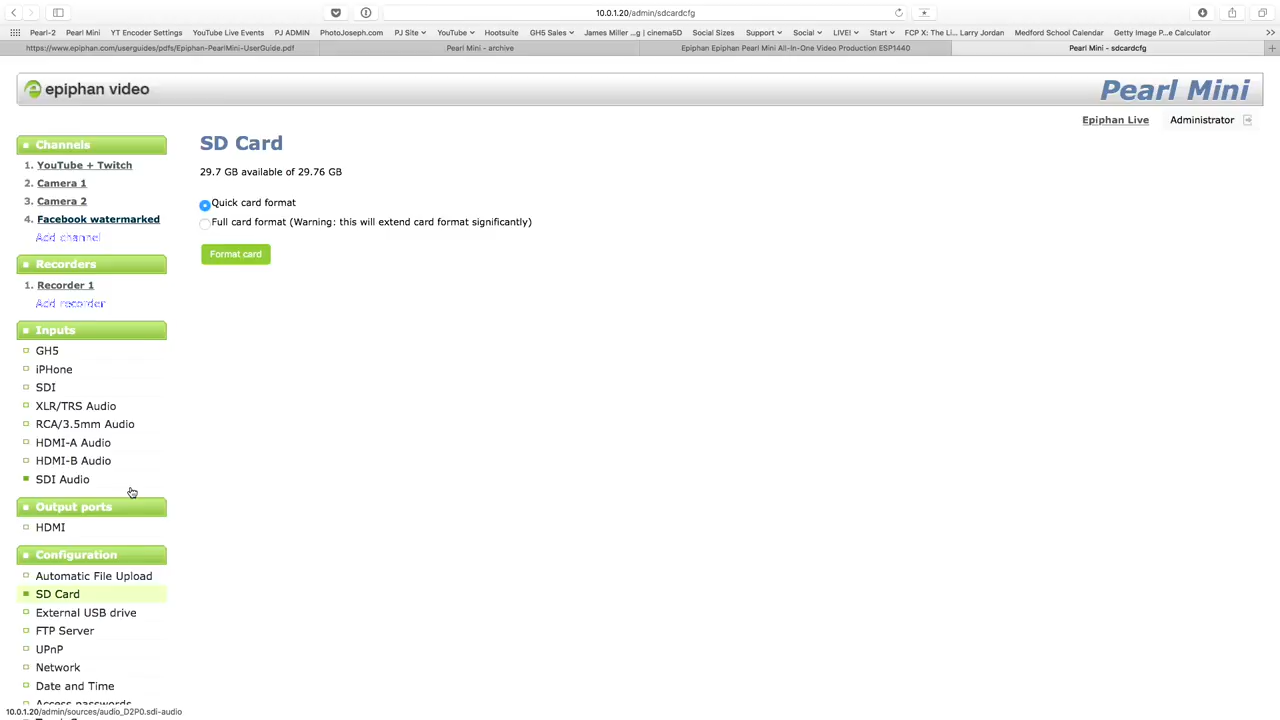 10.0.1.20/admin/sdcardcfg
Pearl-2 Pearl Mini YT Encoder Settings YouTube Live Events PJ ADMIN PhotoJoseph.com PJ Site YouTube Hootsuite GH5 Sales James Miller ...g | cinema5D Social Sizes Support Social LIVE! Start FCP X: The Li... Larry Jordan Medford School Calendar Getty Image P...e Calculator
https://www.epiphan.com/userguides/pdfs/Epiphan-PearlMini-UserGuide.pdf Pearl Mini - archive Epiphan Epiphan Pearl Mini All-In-One Video Production ESP1440 Pearl Mini - sdcardcfg
epiphan video Pearl Mini
Epiphan Live Administrator
Channels
1. YouTube + Twitch
2. Camera 1
3. Camera 2
4. Facebook watermarked
Add channel
Recorders
1. Recorder 1
Add recorder
Inputs
GH5
iPhone
SDI
XLR/TRS Audio
RCA/3.5mm Audio
HDMI-A Audio
HDMI-B Audio
SDI Audio
Output ports
HDMI
Configuration
Automatic File Upload
SD Card
External USB drive
FTP Server
UPnP
Network
Date and Time
Access passwords
SD Card
29.7 GB available of 29.76 GB
Quick card format
Full card format (Warning: this will extend card format significantly)
Format card
10.0.1.20/admin/sources/audio_D2P0.sdi-audio